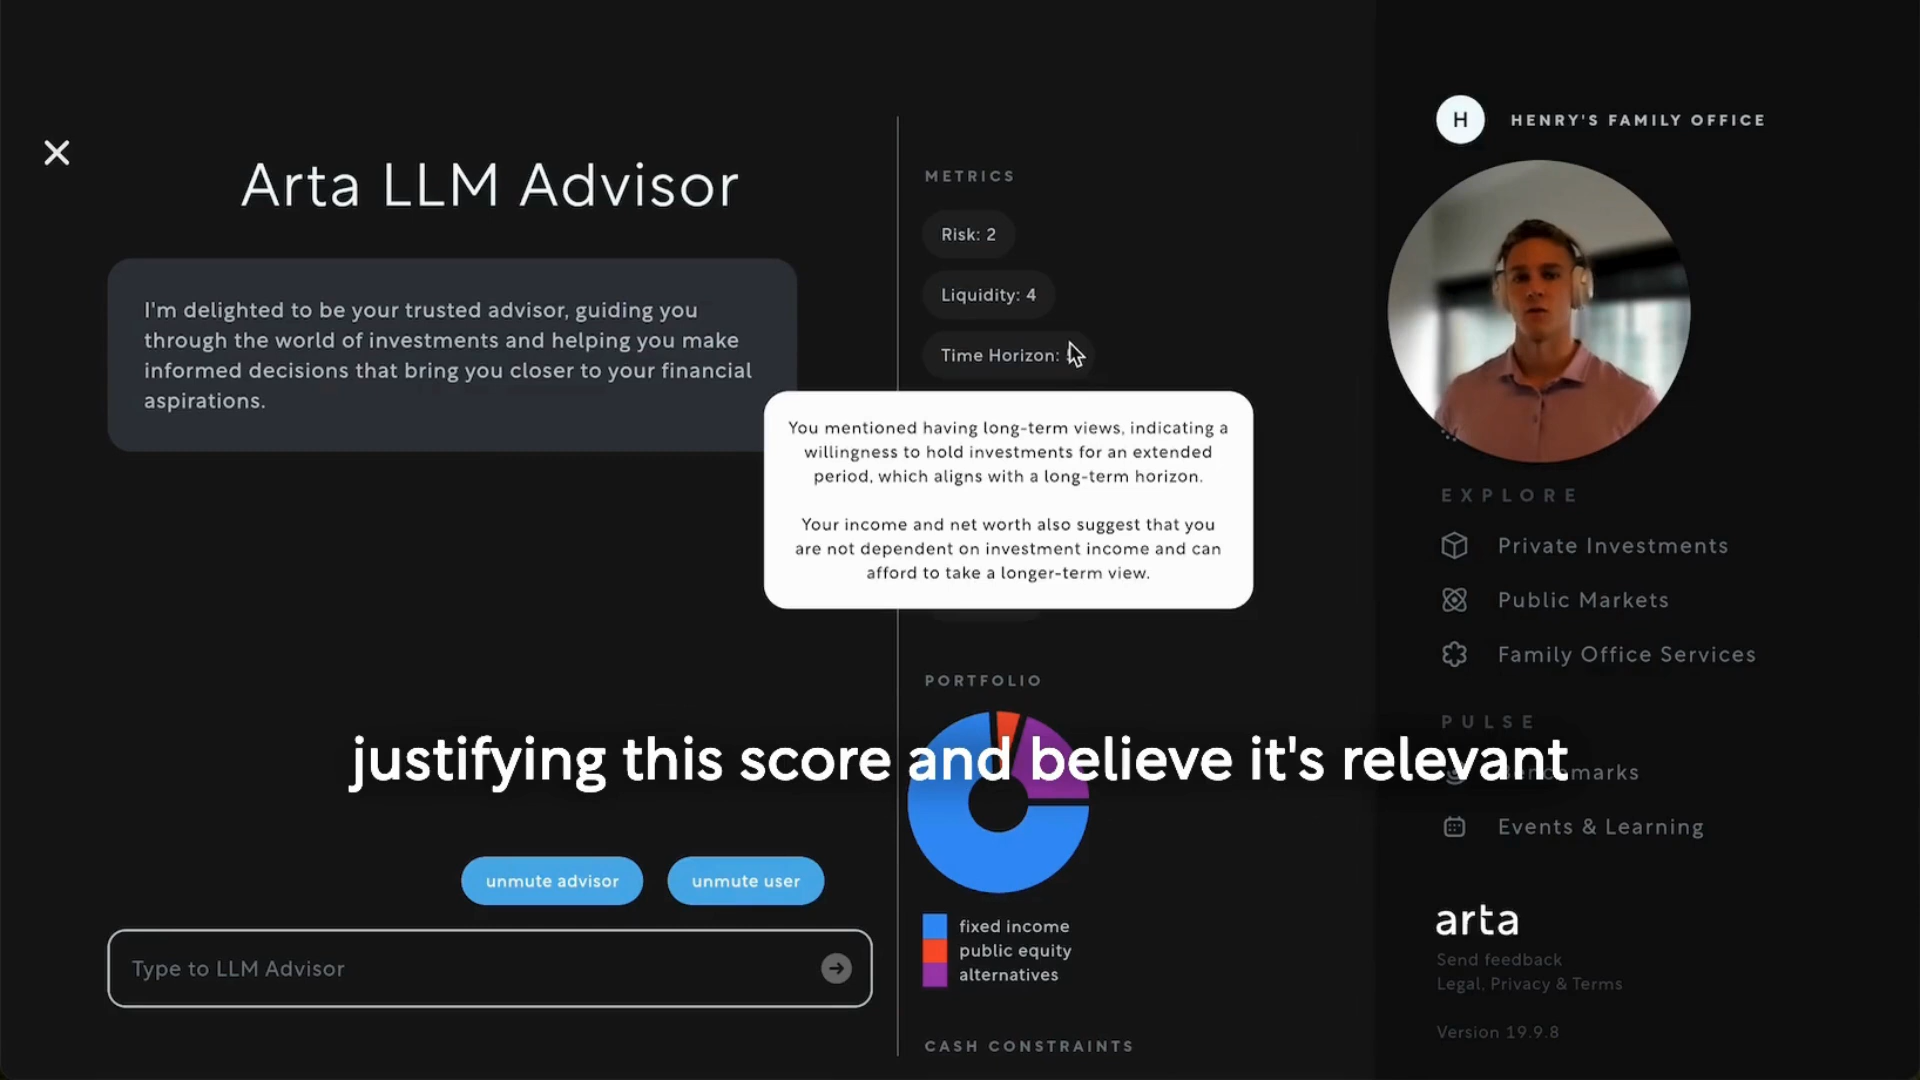 Arta LLM Advisor
I'm delighted to be your trusted advisor, guiding you
through the world of investments and helping you make
informed decisions that bring you closer to your financial
aspirations.
METRICS
Risk: 2
Liquidity: 4
Time Horizon:
You mentioned having long-term views, indicating a
willingness to hold investments for an extended
period, which aligns with a long-term horizon.
Your income and net worth also suggest that you
are not dependent on investment income and can
afford to take a longer-term view.
PORTFOLIO
justifying this score and believe it's relevant
fixed income
public equity
alternatives
CASH CONSTRAINTS
unmute advisor
unmute user
Type to LLM Advisor
H
HENRY'S FAMILY OFFICE
EXPLORE
Private Investments
Public Markets
Family Office Services
PULSE
Events & Learning
arta
Send feedback
Legal, Privacy & Terms
Version 19.9.8